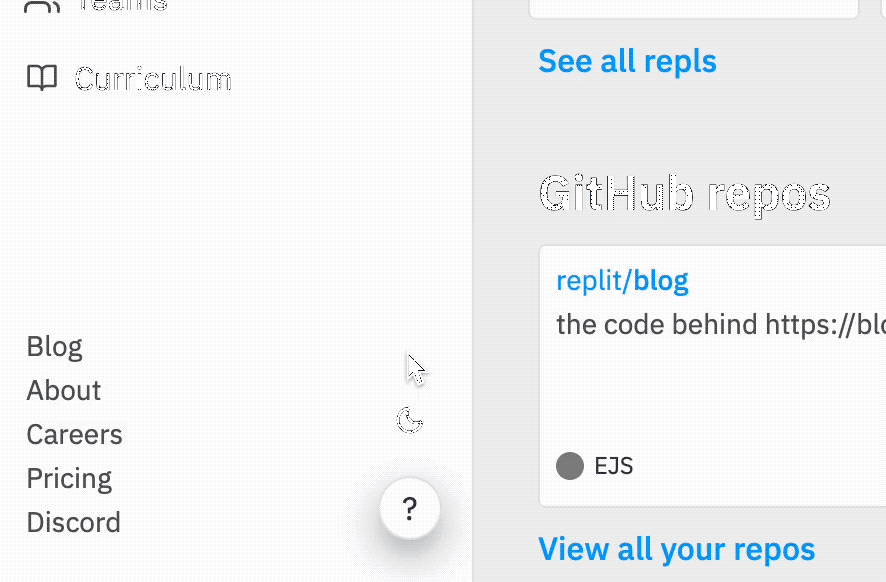 Teams
Curriculum
Blog
About
Careers
Pricing
Discord
?
See all repls
GitHub repos
replit/blog
the code behind https://blo
EJS
View all your repos